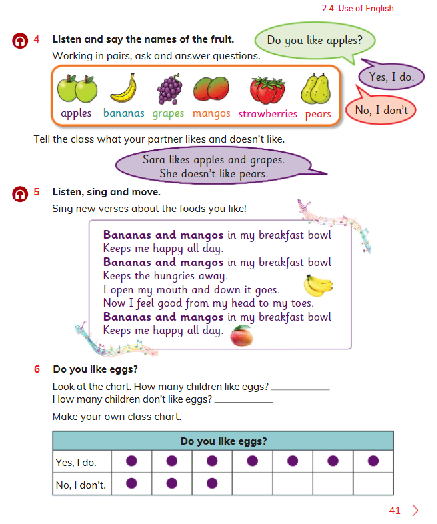 2.4 Use of English
4 Listen and say the names of the fruit.
Working in pairs, ask and answer questions.
Do you like apples?
Yes, I do.
No, I don't
apples bananas grapes mangos strawberries pears
Tell the class what your partner likes and doesn't like.
Sara likes apples and grapes.
She doesn't like pears.
5 Listen, sing and move.
Sing new verses about the foods you like!
Bananas and mangos in my breakfast bowl
Keeps me happy all day.
Bananas and mangos in my breakfast bowl
Keeps the hungries away.
I open my mouth and down it goes.
Now I feel good from my head to my toes.
Bananas and mangos in my breakfast bowl
Keeps me happy all day.
6 Do you like eggs?
Look at the chart. How many children like eggs?
How many children don't like eggs?
Make your own class chart.
Do you like eggs?
Yes, I do.
No, I don't.
41